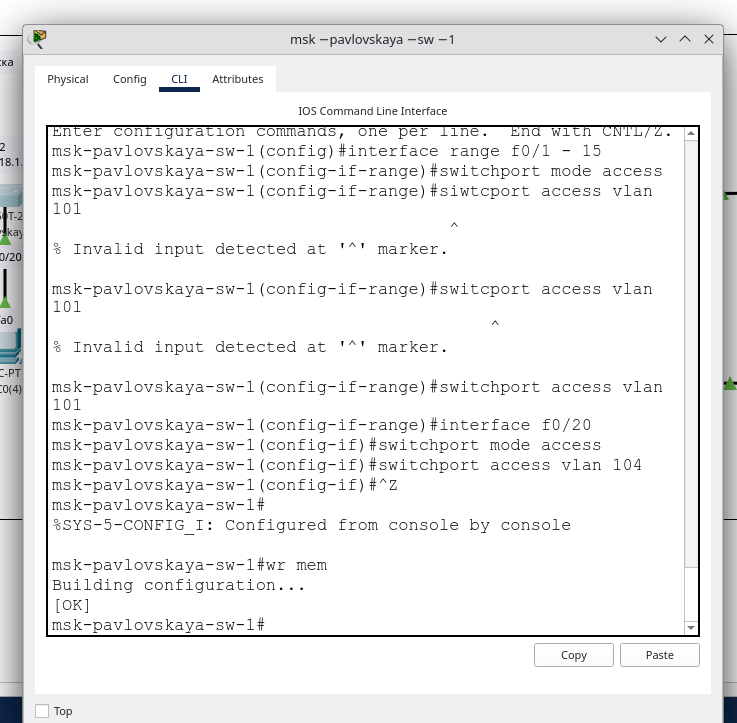 msk −pavlovskaya −sw −1
Physical
Config
CLI
Attributes
IOS Command Line Interface
Enter configuration commands, one per line.  End with CNTL/Z.
msk-pavlovskaya-sw-1(config)#interface range f0/1 - 15
msk-pavlovskaya-sw-1(config-if-range)#switchport mode access
msk-pavlovskaya-sw-1(config-if-range)#siwtcport access vlan
101
^
% Invalid input detected at '^' marker.
msk-pavlovskaya-sw-1(config-if-range)#switcport access vlan
101
^
% Invalid input detected at '^' marker.
msk-pavlovskaya-sw-1(config-if-range)#switchport access vlan
101
msk-pavlovskaya-sw-1(config-if-range)#interface f0/20
msk-pavlovskaya-sw-1(config-if)#switchport mode access
msk-pavlovskaya-sw-1(config-if)#switchport access vlan 104
msk-pavlovskaya-sw-1(config-if)#^Z
msk-pavlovskaya-sw-1#
%SYS-5-CONFIG_I: Configured from console by console
msk-pavlovskaya-sw-1#wr mem
Building configuration...
[OK]
msk-pavlovskaya-sw-1#
Copy
Paste
Top